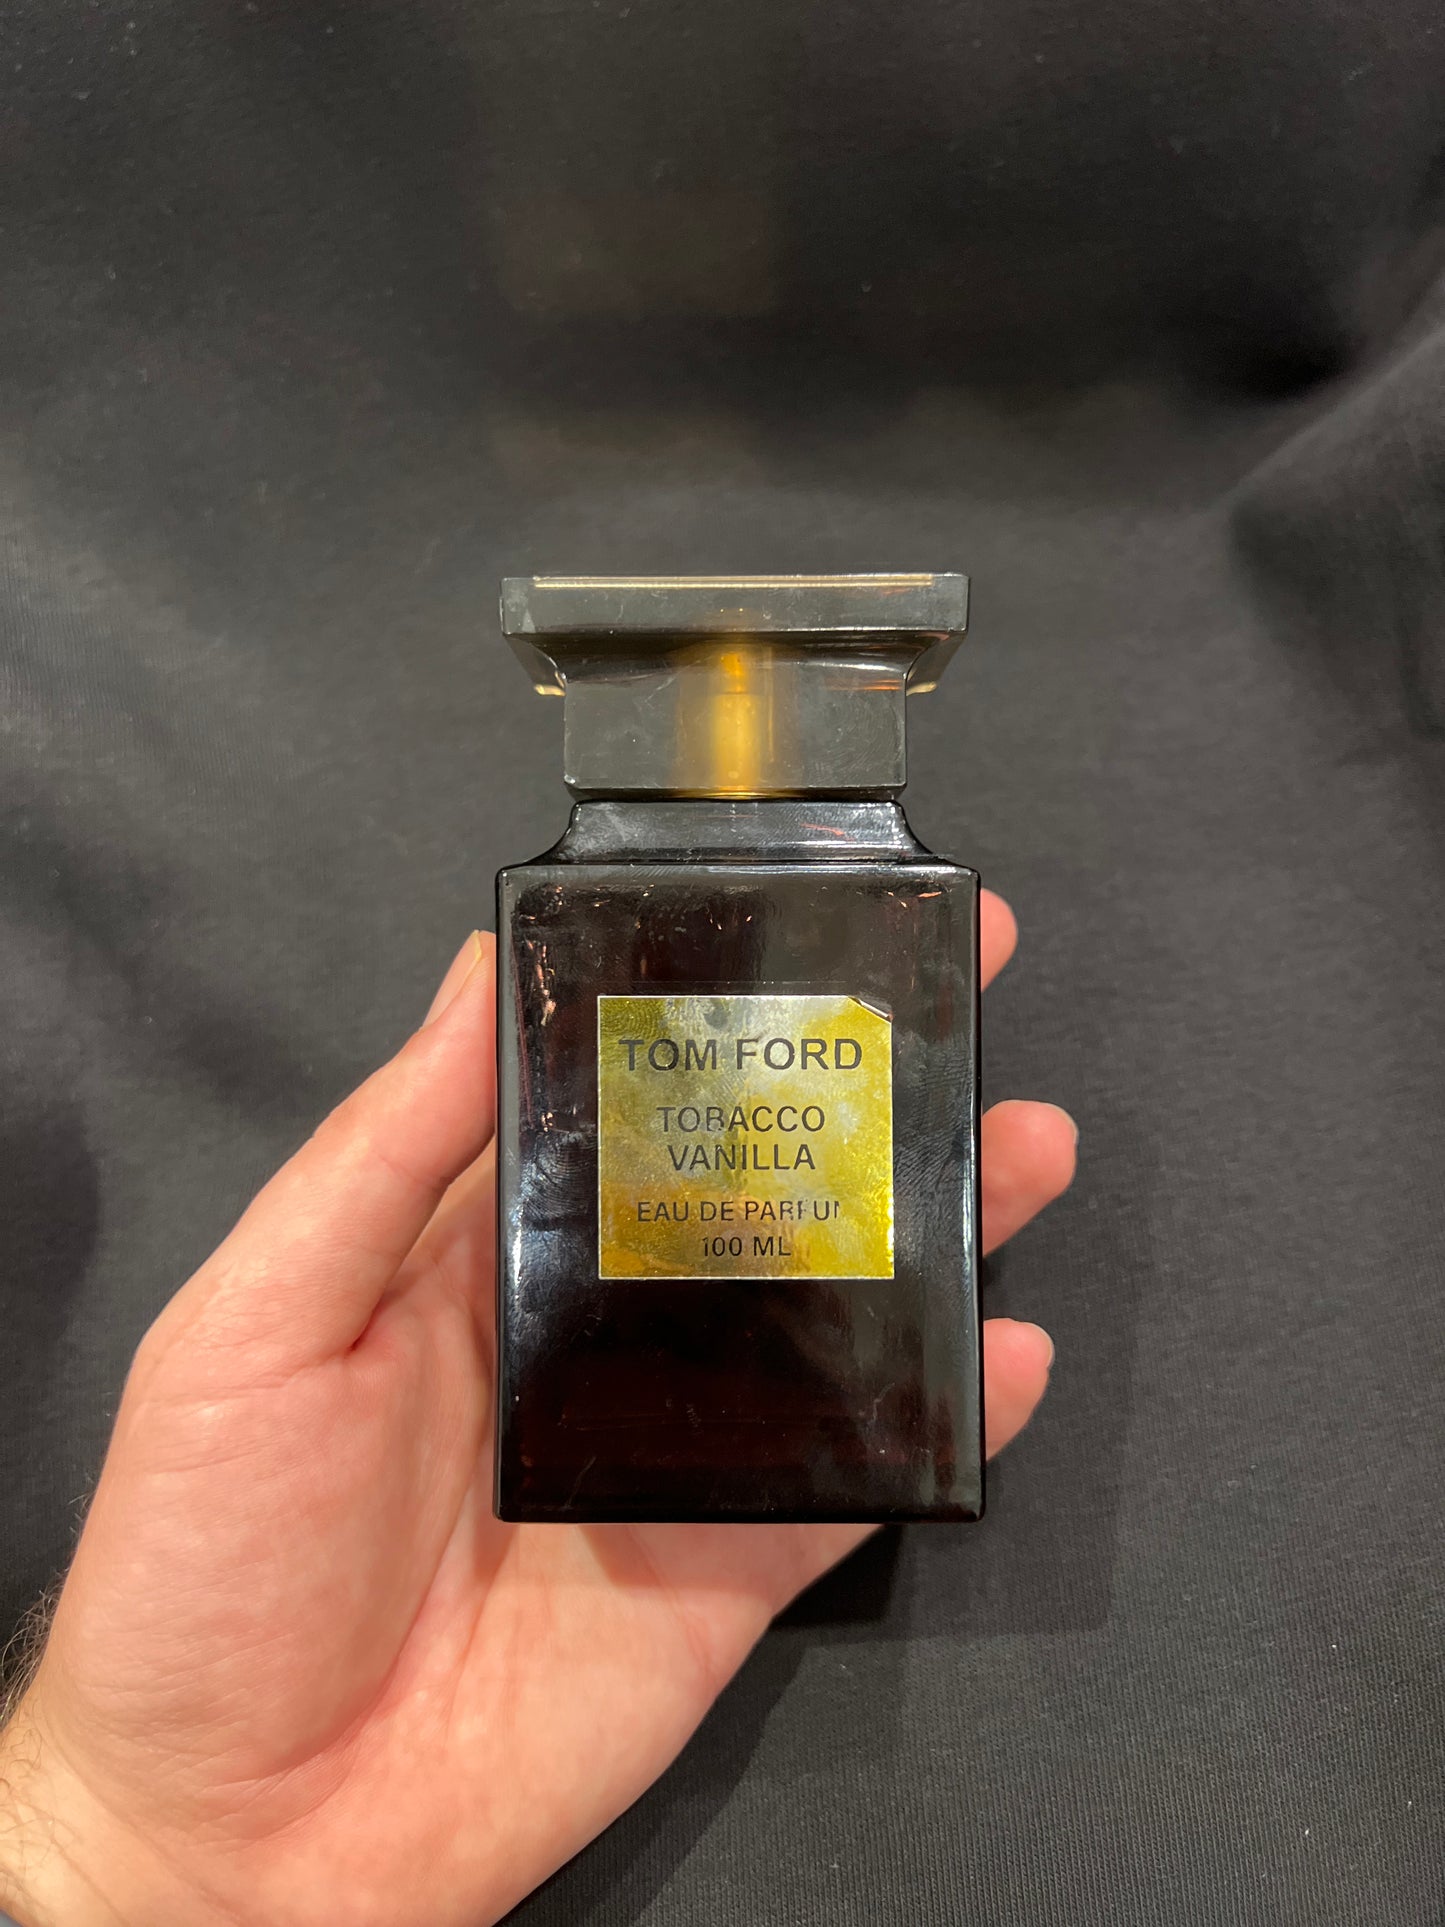 TOM FORD
TOBACCO
VANILLA
EAU DE PARFUM
100 ML